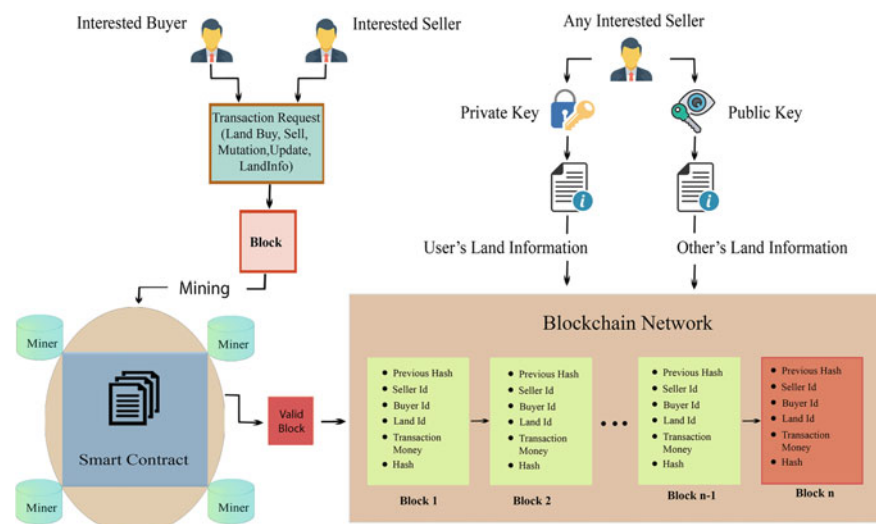 Interested Buyer
Interested Seller
Any Interested Seller
Transaction Request
(Land Buy, Sell,
Mutation,Update,
LandInfo)
Private Key
Public Key
Block
User's Land Information
Other's Land Information
Mining
Miner
Miner
Smart Contract
Miner
Miner
Valid
Block
Blockchain Network
Previous Hash
Seller Id
Buyer Id
Land Id
Transaction
Money
Hash
Block 1
Previous Hash
Seller Id
Buyer Id
Land Id
Transaction
Money
Hash
Block 2
Previous Hash
Seller Id
Buyer Id
Land Id
Transaction
Money
Hash
Block n-1
Previous Hash
Seller Id
Buyer Id
Land Id
Transaction
Money
Hash
Block n